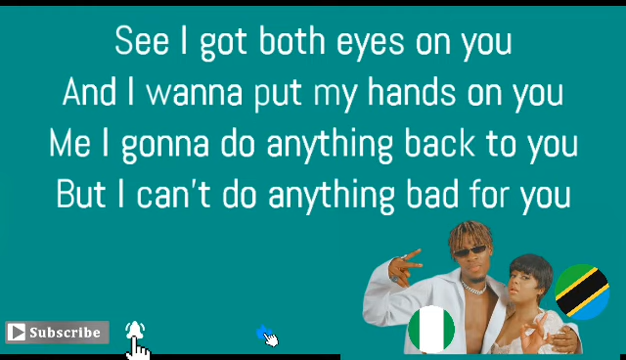 See I got both eyes on you
And I wanna put my hands on you
Me I gonna do anything back to you
But I can't do anything bad for you
Subscribe